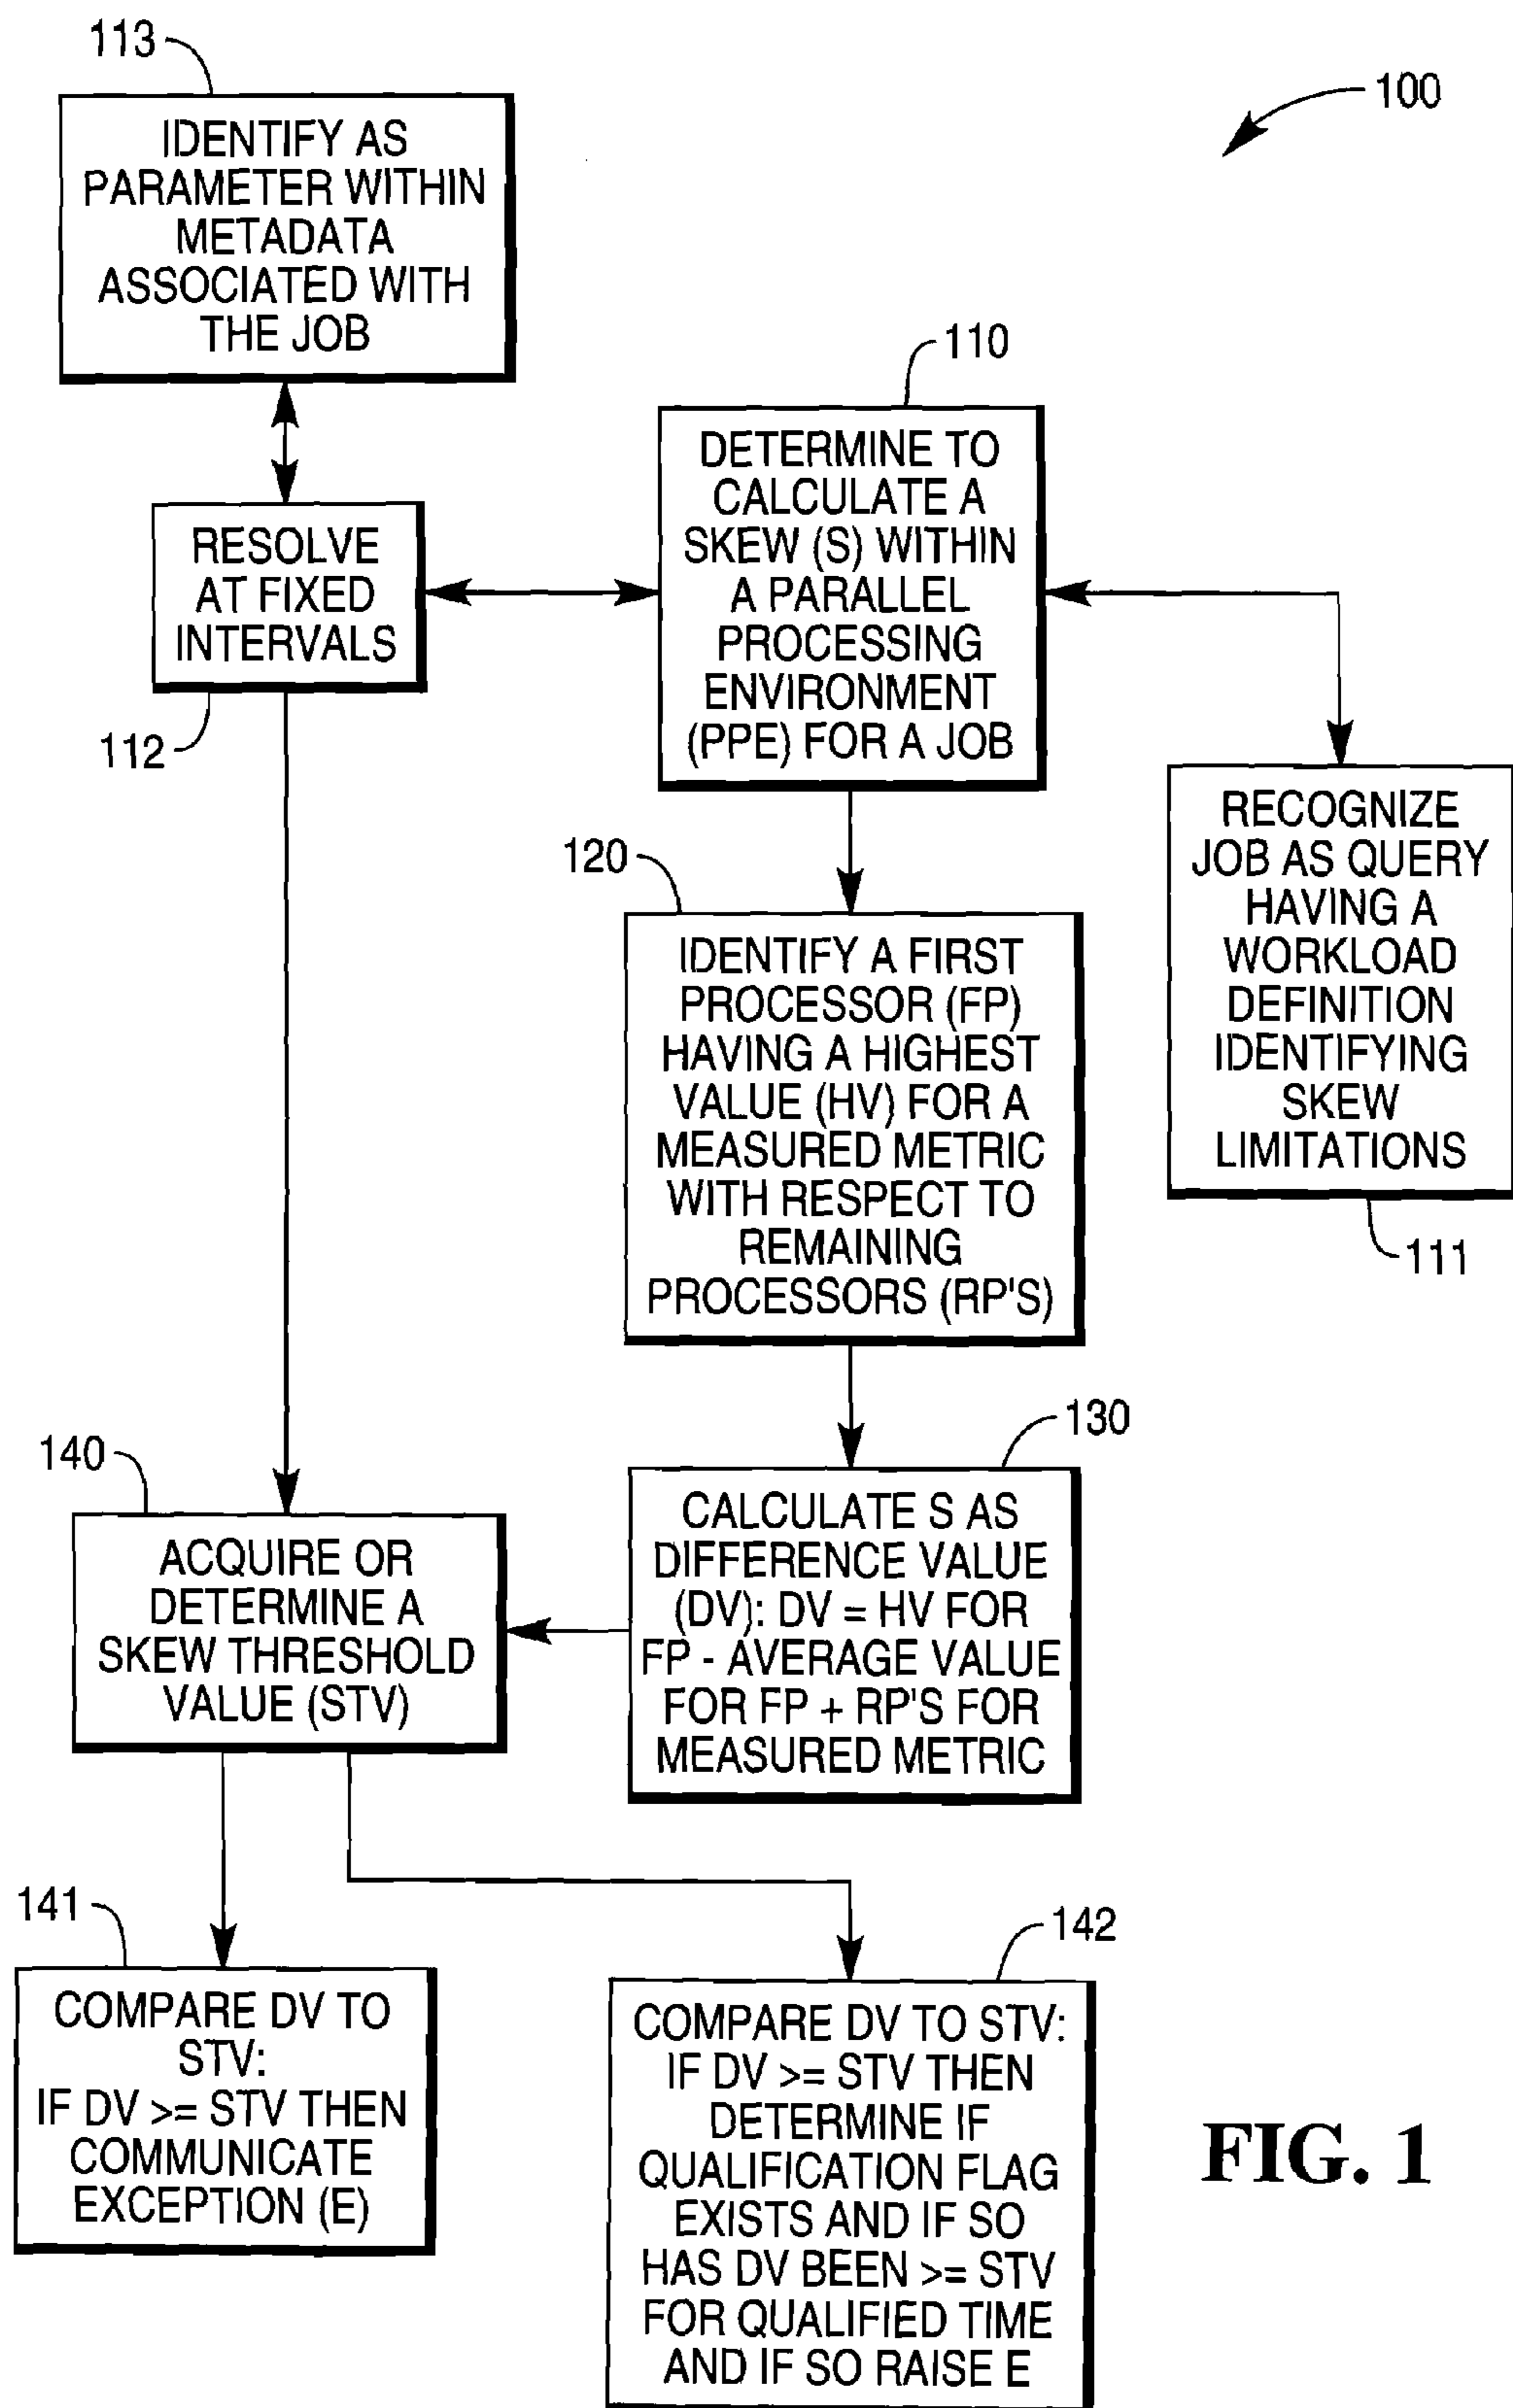 113
100
IDENTIFY AS
PARAMETER WITHIN
METADATA
ASSOCIATED WITH
THE JOB
110
DETERMINE TO
CALCULATE A
SKEW (S) WITHIN
A PARALLEL
PROCESSING
ENVIRONMENT
(PPE) FOR A JOB
RESOLVE
AT FIXED
INTERVALS
112
RECOGNIZE
JOB AS QUERY
HAVING A
WORKLOAD
DEFINITION
IDENTIFYING
SKEW
LIMITATIONS
111
120
IDENTIFY A FIRST
PROCESSOR (FP)
HAVING A HIGHEST
VALUE (HV) FOR A
MEASURED METRIC
WITH RESPECT TO
REMAINING
PROCESSORS (RP'S)
130
CALCULATE S AS
DIFFERENCE VALUE
(DV): DV = HV FOR
FP - AVERAGE VALUE
FOR FP + RP'S FOR
MEASURED METRIC
140
ACQUIRE OR
DETERMINE A
SKEW THRESHOLD
VALUE (STV)
141
COMPARE DV TO
STV:
IF DV >= STV THEN
COMMUNICATE
EXCEPTION (E)
142
COMPARE DV TO STV:
IF DV >= STV THEN
DETERMINE IF
QUALIFICATION FLAG
EXISTS AND IF SO
HAS DV BEEN >= STV
FOR QUALIFIED TIME
AND IF SO RAISE E
FIG. 1